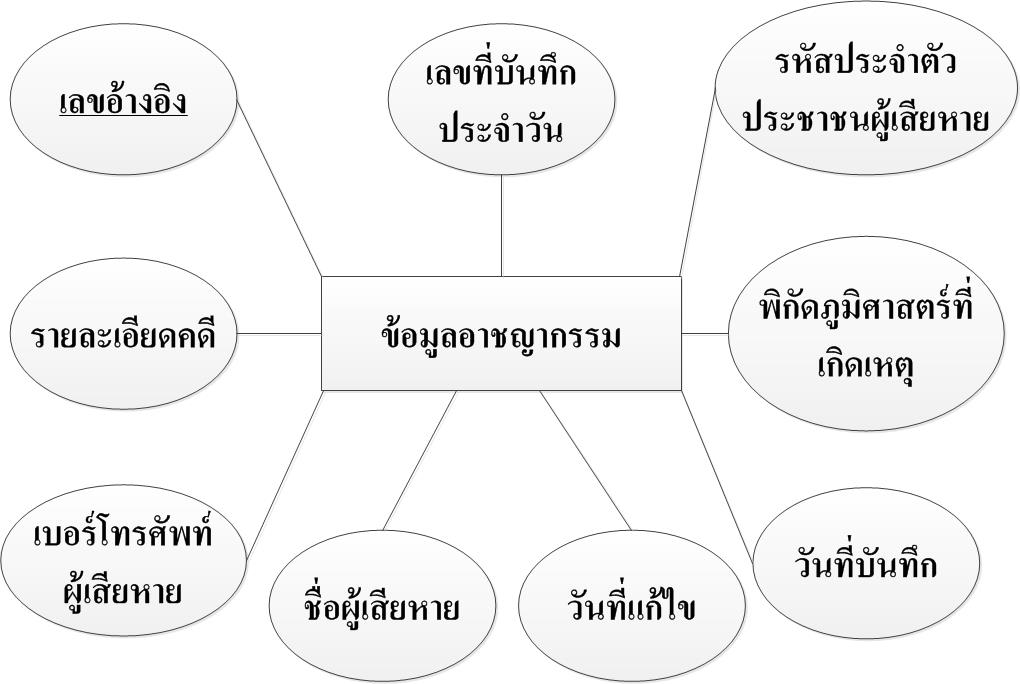 เลขอ้างอิง
เลขที่บันทึก
ประจำวัน
รหัสประจำตัว
ประชาชนผู้เสียหาย
รายละเอียดคดี
ข้อมูลอาชญากรรม
พิกัดภูมิศาสตร์ที่
เกิดเหตุ
เบอร์โทรศัพท์
ผู้เสียหาย
ชื่อผู้เสียหาย
วันที่แก้ไข
วันที่บันทึก